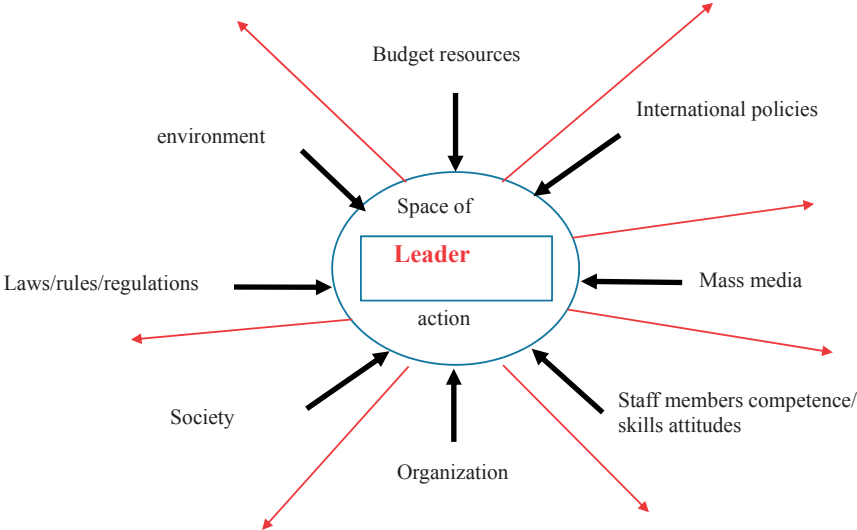 Budget resources
International policies
environment
Space of
Leader
Laws/rules/regulations
Mass media
action
Staff members competence/
skills attitudes
Society
Organization